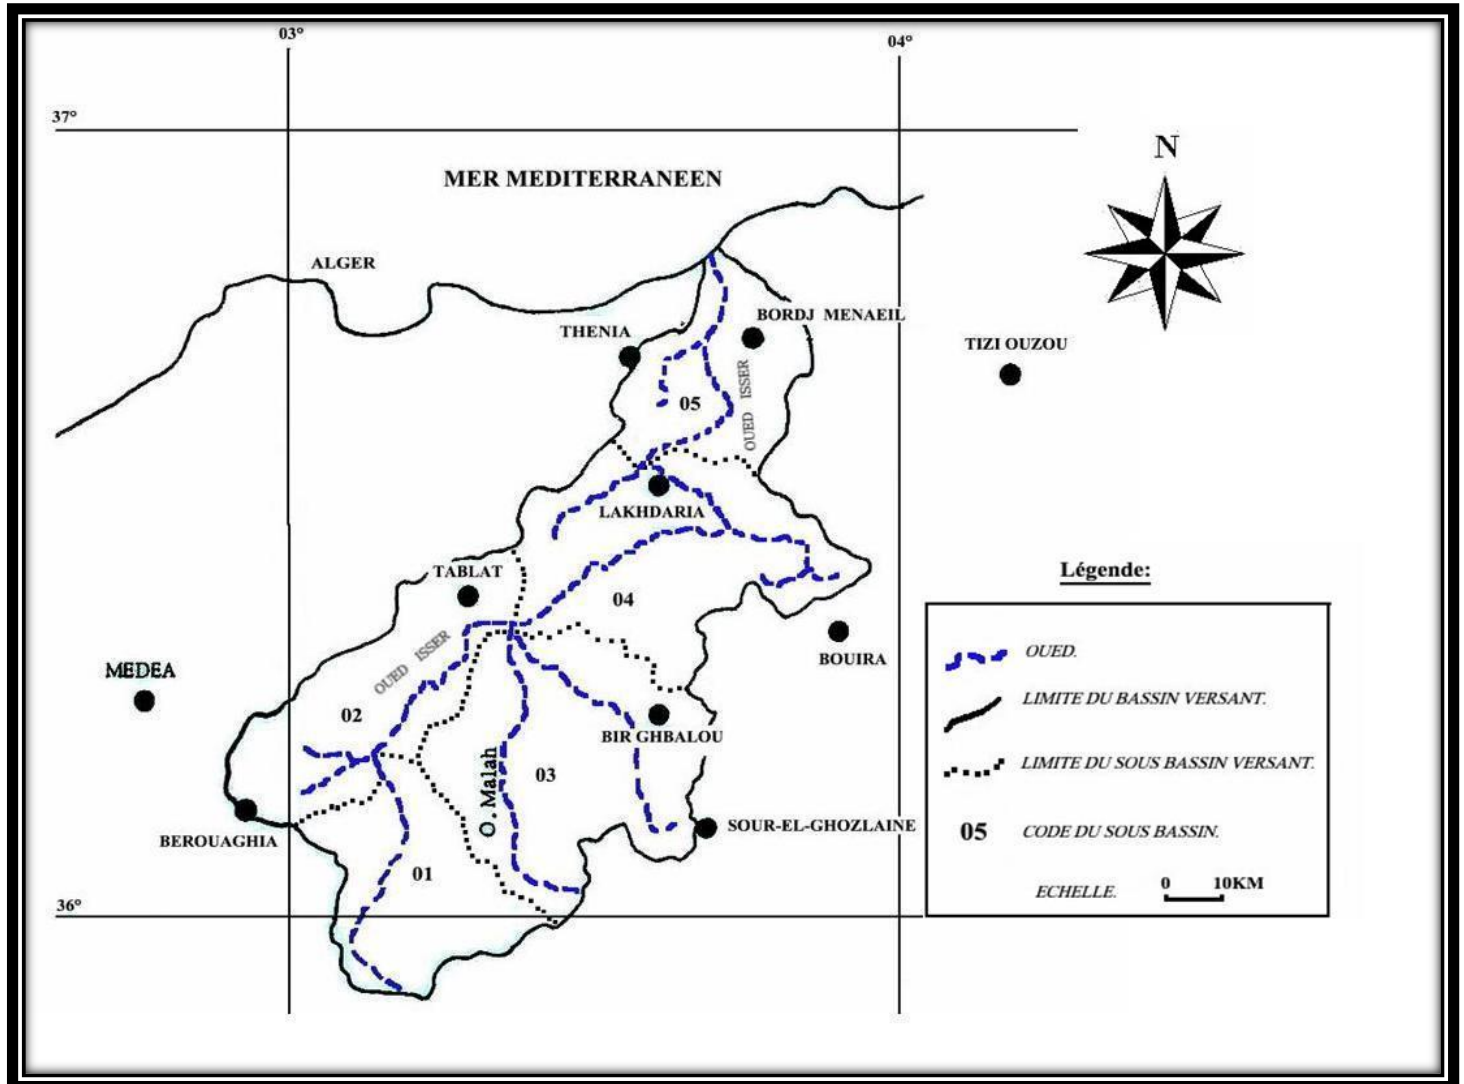 03°
04°
37°
N
MER MEDITERRANEEN
ALGER
THENIA
BORDJ MENAEIL
TIZI OUZOU
OUED ISSER
05
LAKHDARIA
TABLAT
04
OUED ISSER
BOUIRA
MEDEA
02
BIR GHBALOU
O. Malah
03
BEROUAGHIA
SOUR-EL-GHOZLAINE
01
36°
Légende:
OUED.
LIMITE DU BASSIN VERSANT.
LIMITE DU SOUS BASSIN VERSANT.
05 CODE DU SOUS BASSIN.
ECHELLE. 0 10KM